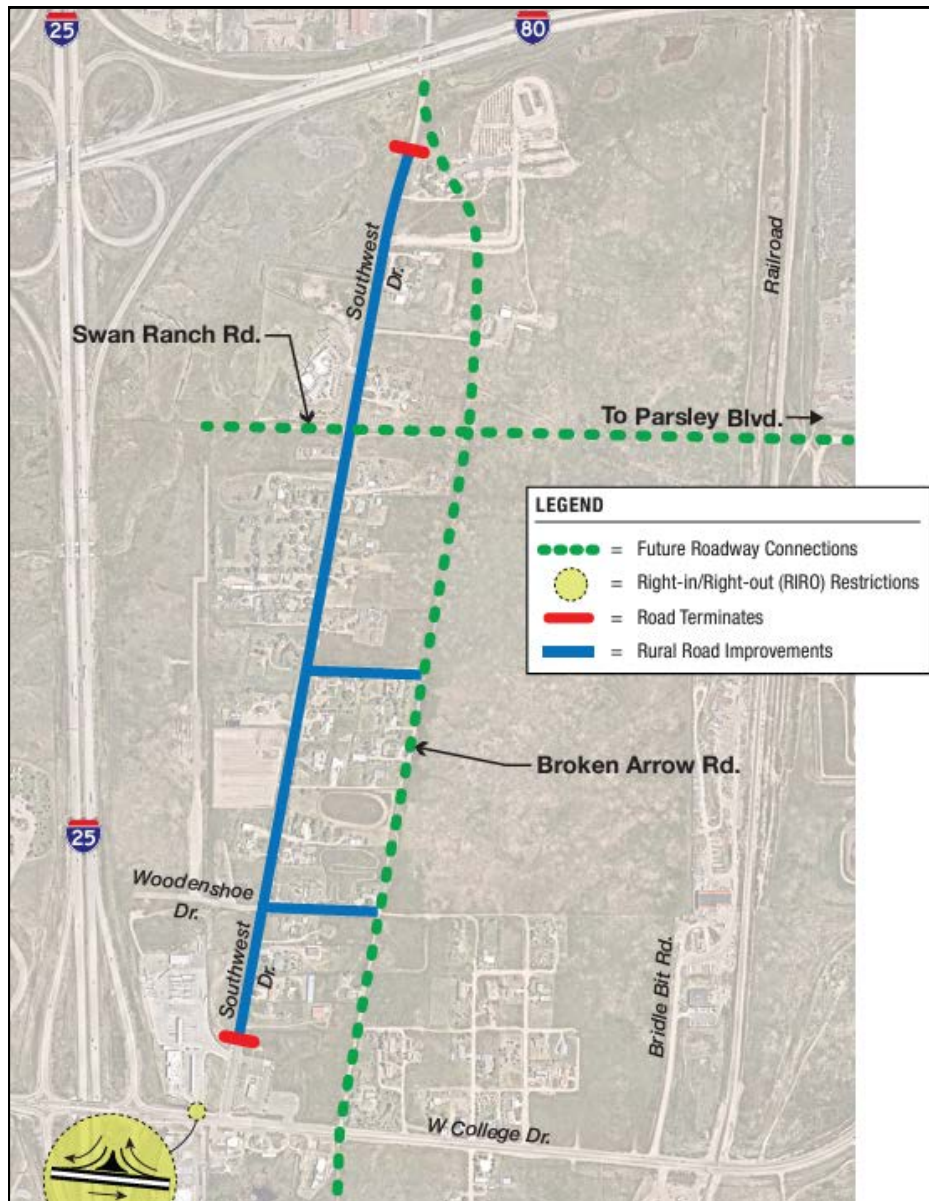 25
80
Southwest
Dr.
Railroad
Swan Ranch Rd.
To Parsley Blvd.
LEGEND
= Future Roadway Connections
= Right-in/Right-out (RIRO) Restrictions
= Road Terminates
= Rural Road Improvements
Broken Arrow Rd.
25
Woodenshoe
Dr.
Southwest
Dr.
Bridle Bit Rd.
W College Dr.